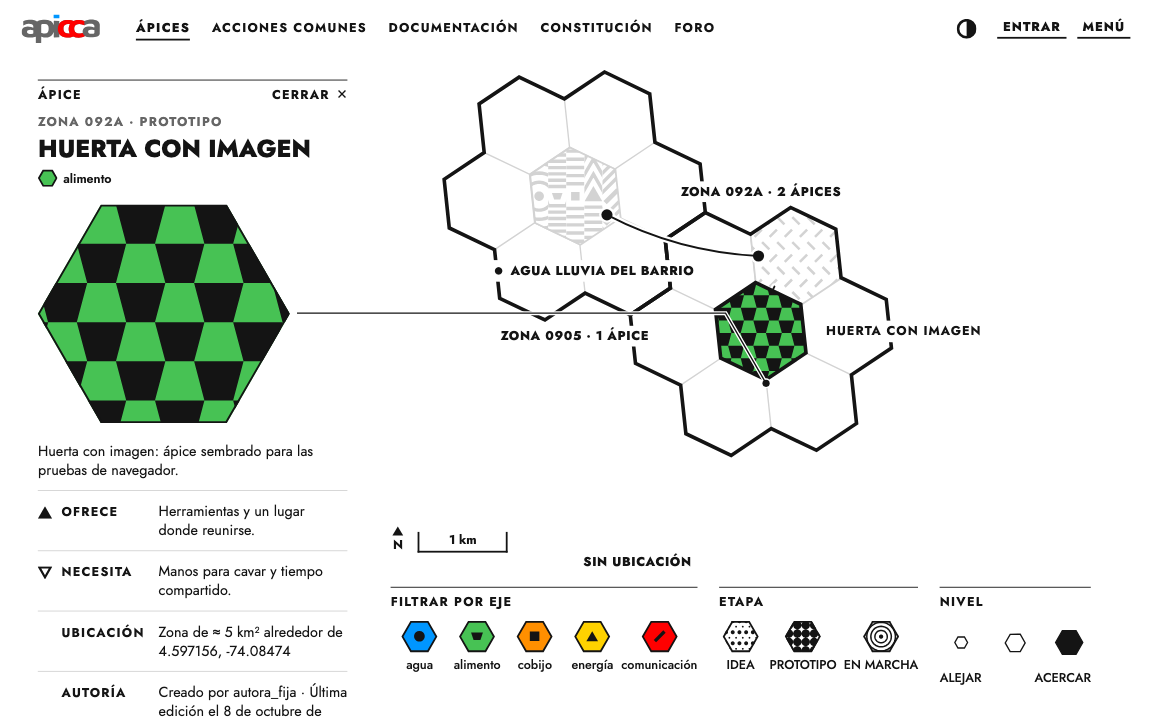 apicca
ÁPICES
ACCIONES COMUNES
DOCUMENTACIÓN
CONSTITUCIÓN
FORO
ENTRAR
MENÚ
ÁPICE
CERRAR ×
ZONA 092A · PROTOTIPO
HUERTA CON IMAGEN
alimento
Huerta con imagen: ápice sembrado para las
pruebas de navegador.
OFRECE
Herramientas y un lugar
donde reunirse.
NECESITA
Manos para cavar y tiempo
compartido.
UBICACIÓN
Zona de ≈ 5 km² alrededor de
4.597156, -74.08474
AUTORÍA
Creado por autora_fija · Última
edición el 8 de octubre de
ZONA 092A · 2 ÁPICES
AGUA LLUVIA DEL BARRIO
HUERTA CON IMAGEN
ZONA 0905 · 1 ÁPICE
N
1 km
SIN UBICACIÓN
FILTRAR POR EJE
agua
alimento
cobijo
energía
comunicación
ETAPA
IDEA
PROTOTIPO
EN MARCHA
NIVEL
ALEJAR
ACERCAR